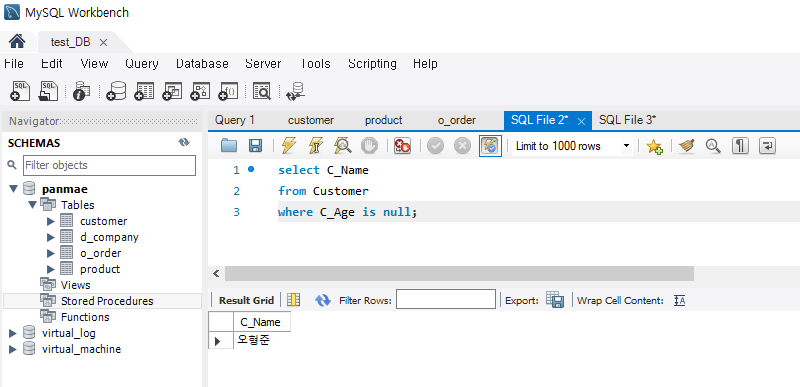 MySQL Workbench
test_DB
File Edit View Query Database Server Tools Scripting Help
Navigator
SCHEMAS
Filter objects
panmae
Tables
customer
d_company
o_order
product
Views
Stored Procedures
Functions
virtual_log
virtual_machine
Query 1 customer product o_order SQL File 2* SQL File 3*
Limit to 1000 rows
1 select C_Name
2 from Customer
3 where C_Age is null;
Result Grid Filter Rows: Export: Wrap Cell Content:
C_Name
오형준